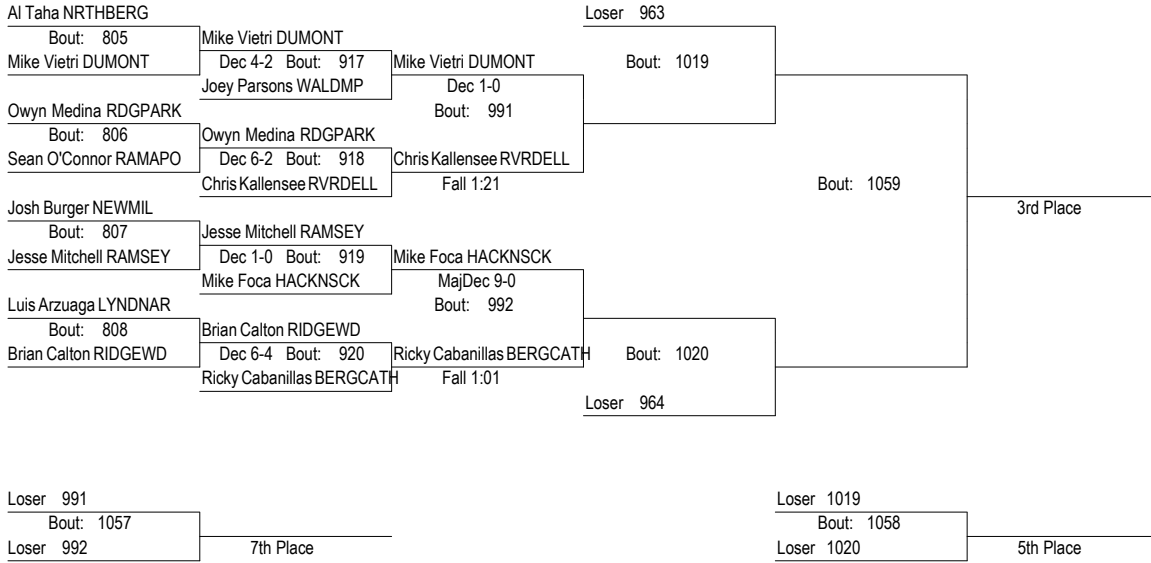 Al Taha NRTHBERG
Bout: 805
Mike Vietri DUMONT
Owyn Medina RDGPARK
Bout: 806
Sean O'Connor RAMAPO
Josh Burger NEWMIL
Bout: 807
Jesse Mitchell RAMSEY
Luis Arzuaga LYNDNAR
Bout: 808
Brian Calton RIDGEWD
Mike Vietri DUMONT
Dec 4-2 Bout: 917
Joey Parsons WALDMP
Owyn Medina RDGPARK
Dec 6-2 Bout: 918
Chris Kallensee RVRDELL
Jesse Mitchell RAMSEY
Dec 1-0 Bout: 919
Mike Foca HACKNSCK
Brian Calton RIDGEWD
Dec 6-4 Bout: 920
Ricky Cabanillas BERGCATH
Mike Vietri DUMONT
Dec 1-0
Bout: 991
Chris Kallensee RVRDELL
Fall 1:21
Mike Foca HACKNSCK
MajDec 9-0
Bout: 992
Ricky Cabanillas BERGCATH
Fall 1:01
Loser 963
Bout: 1019
Bout: 1020
Loser 964
Bout: 1059
3rd Place
Loser 991
Bout: 1057
Loser 992
7th Place
Loser 1019
Bout: 1058
Loser 1020
5th Place